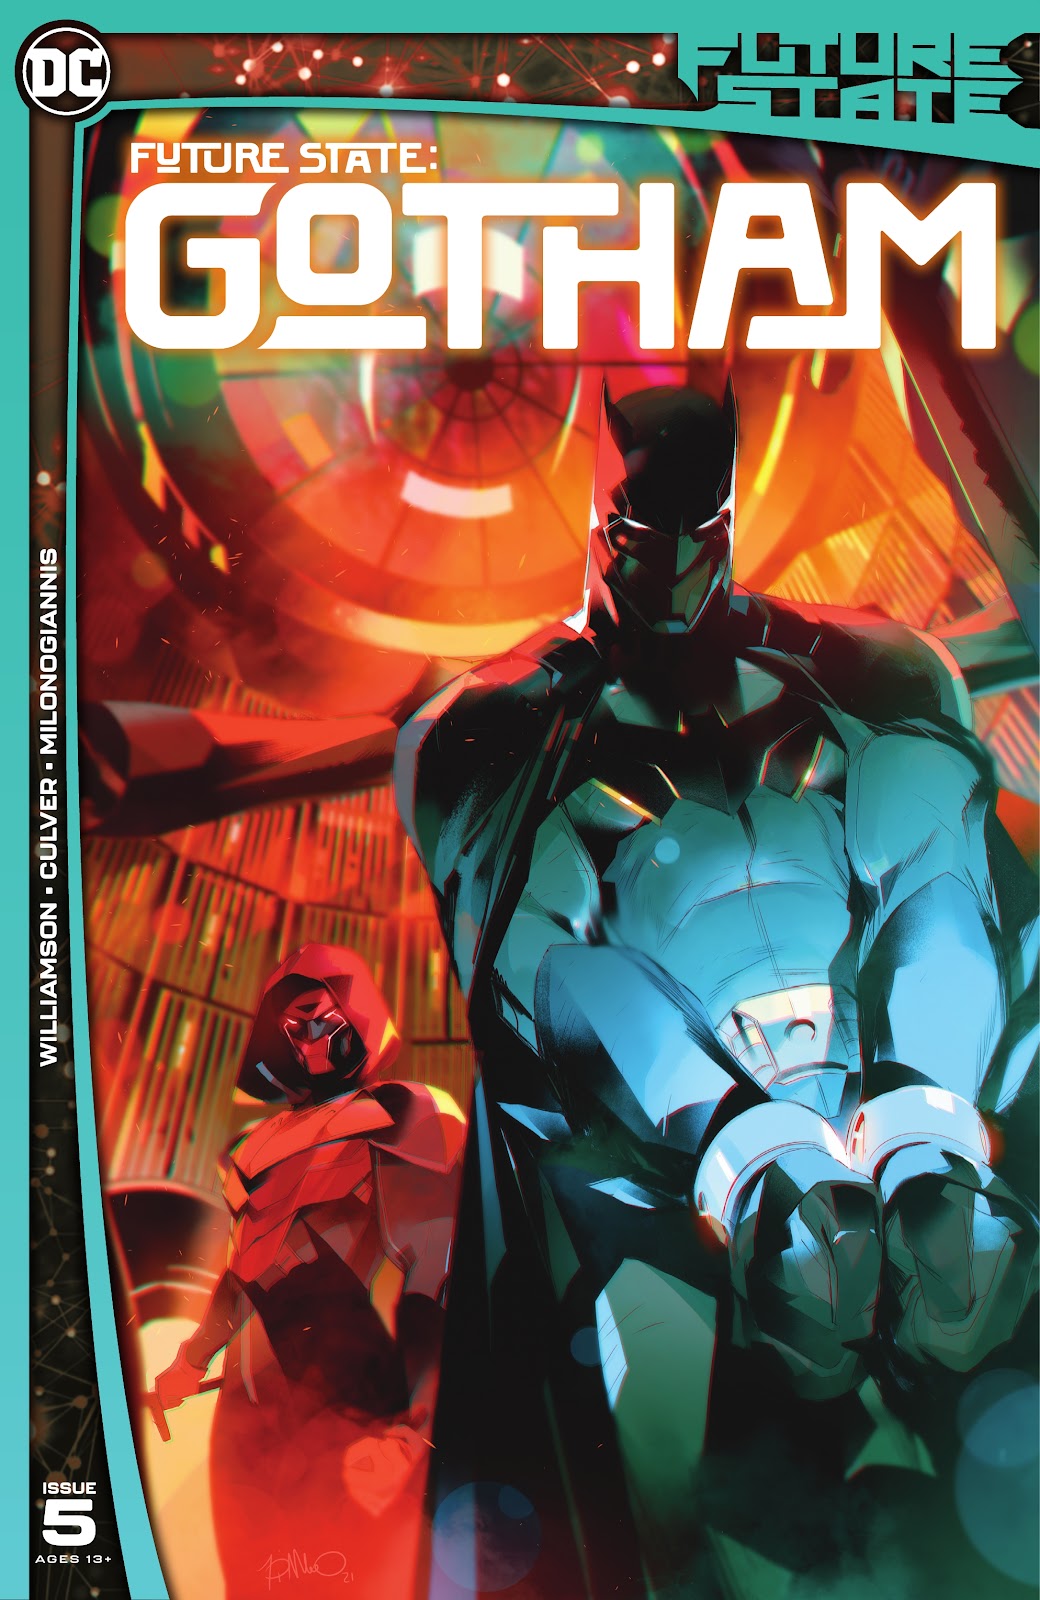 DC
FUTURE
STATE
FUTURE STATE:
GOTHAM
WILLIAMSON • CULVER • MILONOGIANNIS
ISSUE
5
AGES 13+